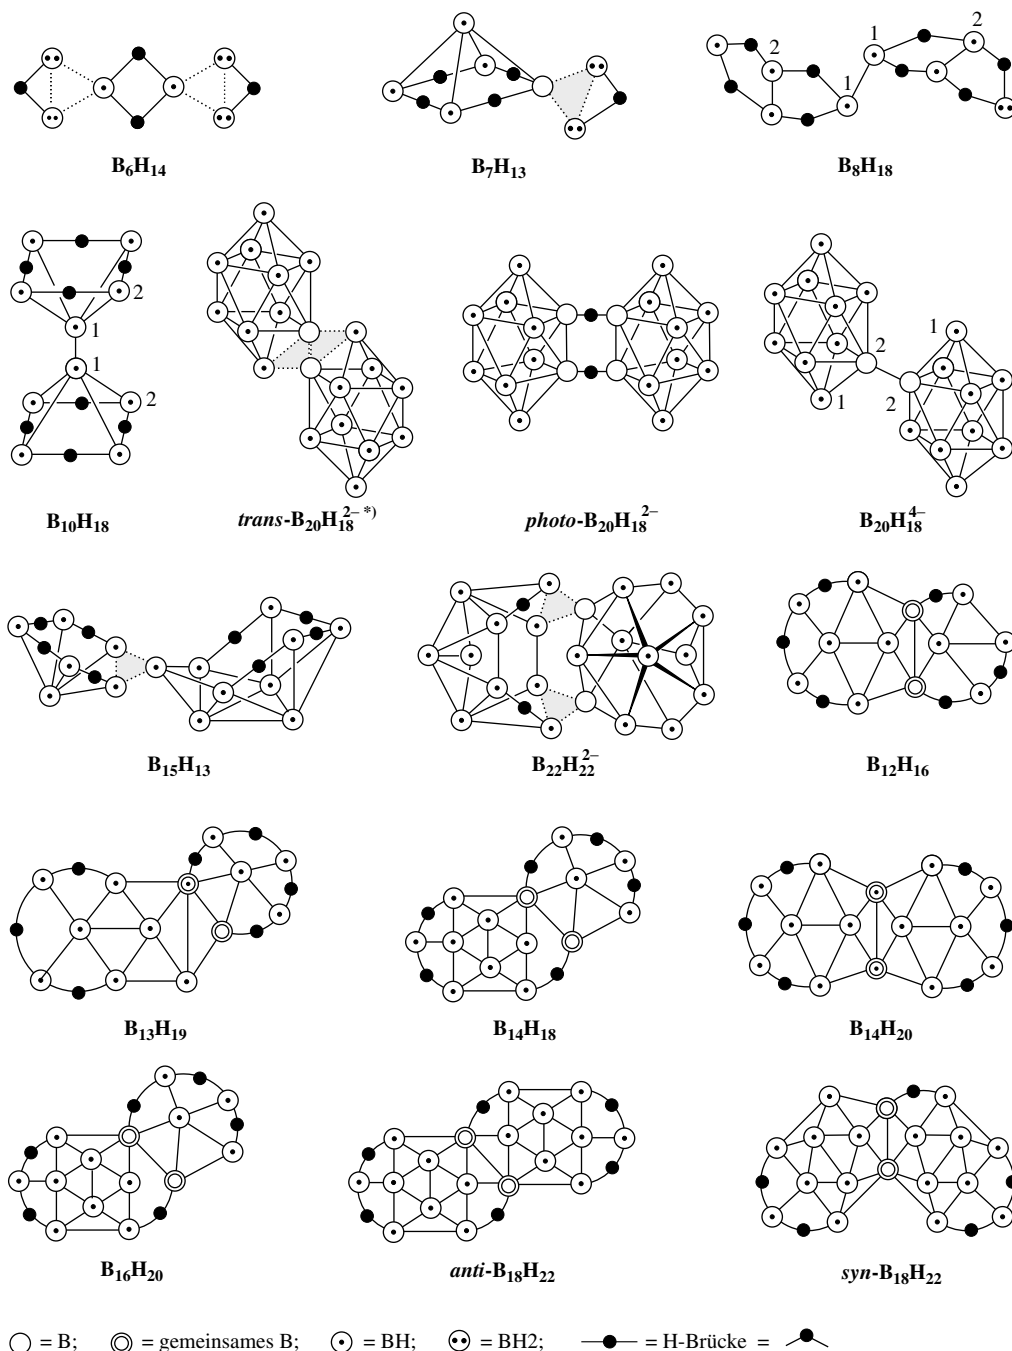 1 2
2 1
B6H14 B7H13 B8H18
2
1
1
2
1
2
1 2
B10H18 trans-B20H18 2– *) photo-B20H18 2– B20H18 4–
B15H13 B22H22 2– B12H16
B13H19 B14H18 B14H20
B16H20 anti-B18H22 syn-B18H22
= B; = gemeinsames B; = BH; = BH2; = H-Brücke =